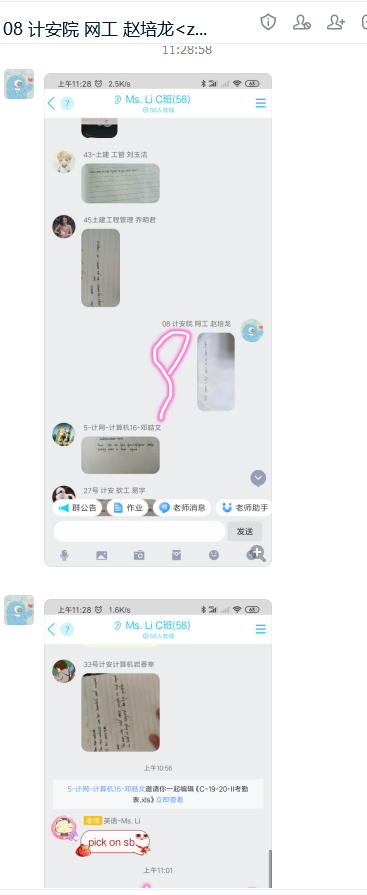 08 计安院 网工 赵培龙<z...
11:28:58
上午11:28 2.5K/s 65
7 Ms. Li C班(58)
58人在线
43-土建 工管 刘玉洁
45土建工程管理 乔明君
08 计安院 网工 赵培龙
5-计网-计算机16-邓皓文
27号 计安 软工 易宇
群公告 作业 老师消息 老师助手
发送
上午11:28 1.6K/s 65
7 Ms. Li C班(58)
58人在线
33号计安计算机岩香幸
上午10:56
5-计网-计算机16-邓皓文邀请你一起编辑《C-19-20-II考勤
表.xls》立即查看
老师 英语-Ms. Li
pick on sb.
上午11:01